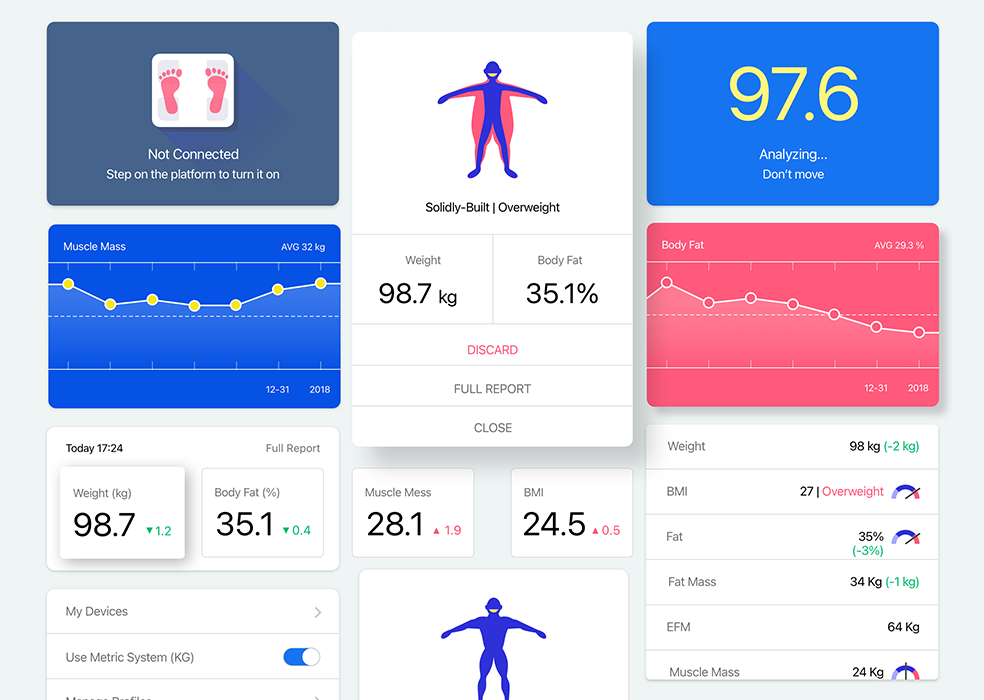 Not Connected
Step on the platform to turn it on
Solidly-Built | Overweight
Weight
98.7 kg
Body Fat
35.1%
DISCARD
FULL REPORT
CLOSE
97.6
Analyzing...
Don't move
Muscle Mass
AVG 32 kg
12-31 2018
Body Fat
AVG 29.3 %
12-31 2018
Today 17:24
Full Report
Weight (kg)
98.7 ▼1.2
Body Fat (%)
35.1 ▼0.4
Muscle Mess
28.1 ▲ 1.9
BMI
24.5 ▲ 0.5
Weight 98 kg (-2 kg)
BMI 27 | Overweight
Fat 35%
(-3%)
Fat Mass 34 Kg (-1 kg)
EFM 64 Kg
Muscle Mass 24 Kg
My Devices
Use Metric System (KG)
Manage Profiles